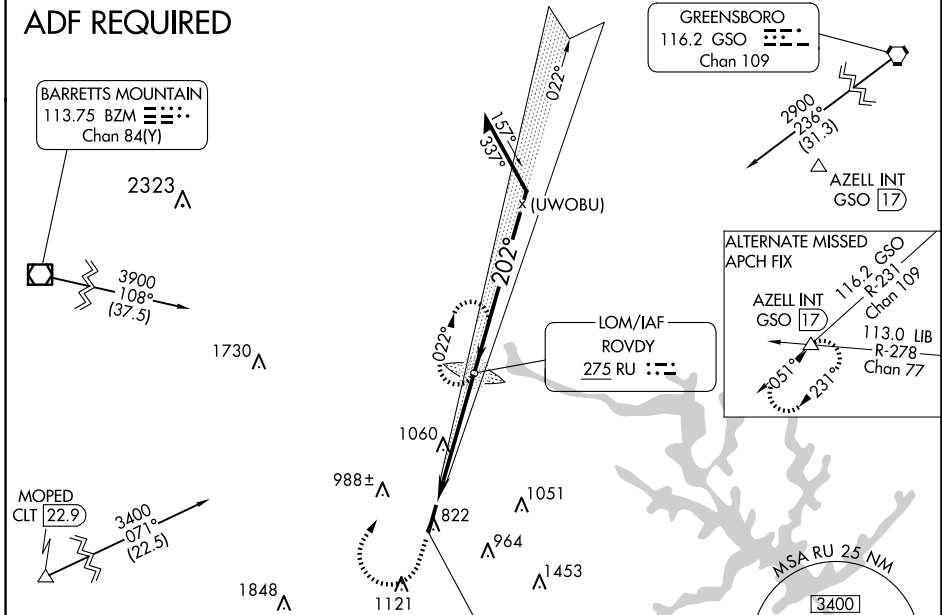 ADF REQUIRED
BARRETTS MOUNTAIN
113.75 BZM
Chan 84(Y)
GREENSBORO
116.2 GSO
Chan 109
2323
022°
157°
337°
(UWOBU)
202°
2900
236°
(31.3)
AZELL INT
GSO 17
3900
108°
(37.5)
ALTERNATE MISSED
APCH FIX
116.2 GSO
R-231
Chan 109
AZELL INT
GSO 17
113.0 LIB
R-278
Chan 77
051°
231°
1730
022°
LOM/IAF
ROVDY
275 RU
1060
988±
1051
822
964
1453
MOPED
CLT 22.9
3400
071°
(22.5)
1848
1121
MSA RU 25 NM
3400